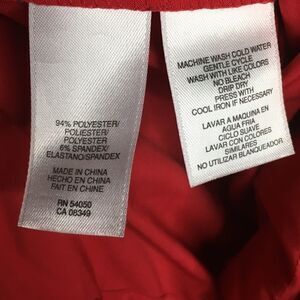 94% POLYESTER/
POLIESTER/
POLYESTER
6% SPANDEX/
ELASTANO/SPANDEX
MADE IN CHINA
HECHO EN CHINA
FAIT EN CHINE
RN 54050
CA 08349
MACHINE WASH COLD WATER
GENTLE CYCLE
WASH WITH LIKE COLORS
NO BLEACH
DRIP DRY
PRESS WITH
COOL IRON IF NECESSARY
LAVAR A MAQUINA EN
AGUA FRIA
CICLO SUAVE
LAVAR CON COLORES
SIMILARES
NO UTILIZAR BLANQUEADOR